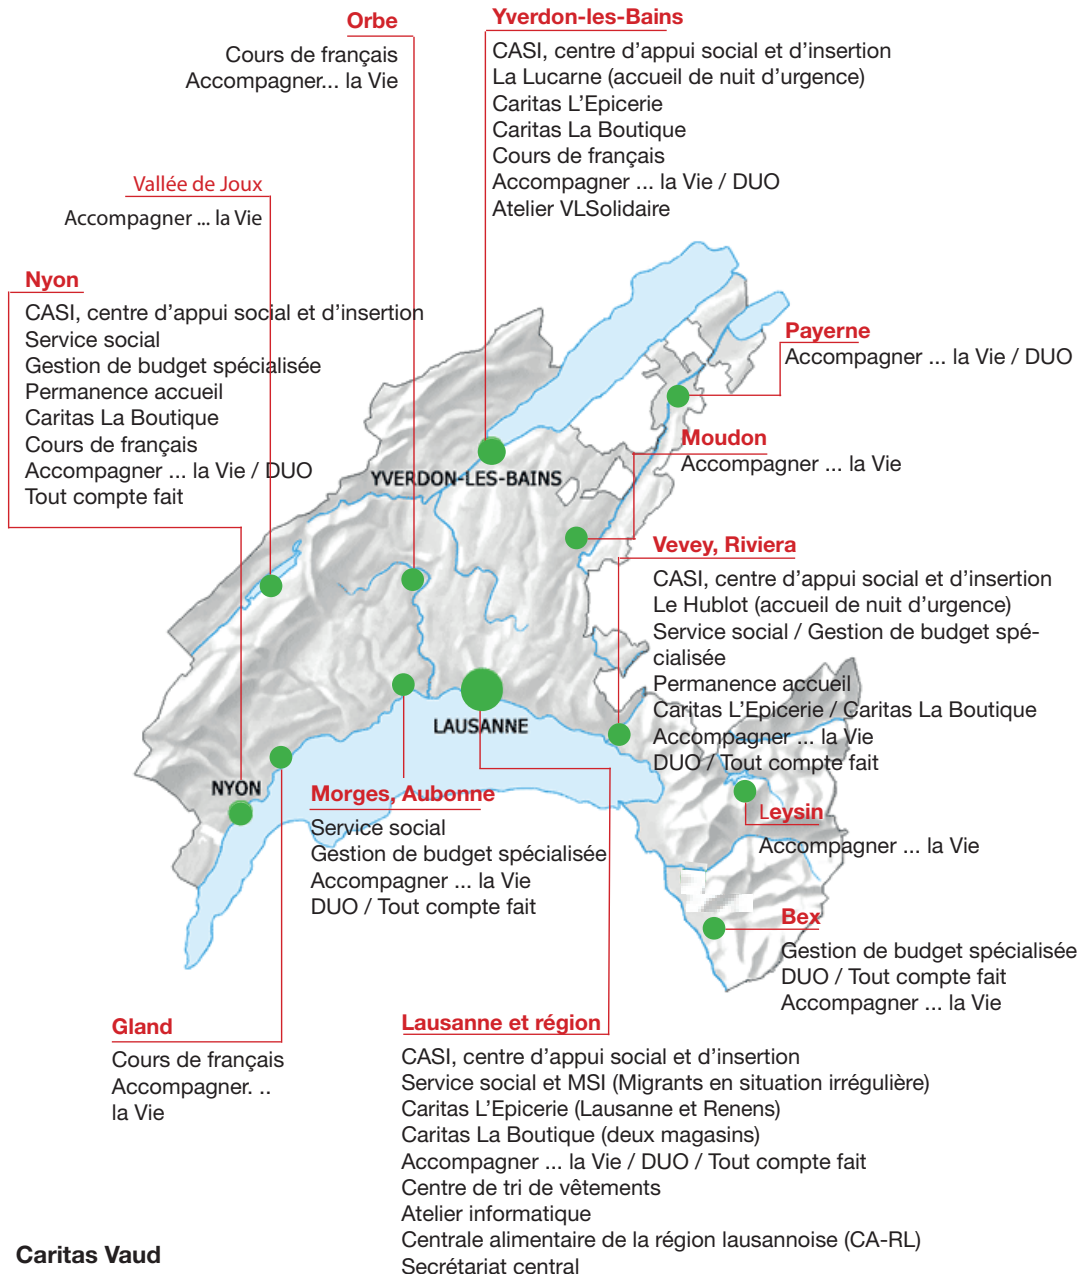 Orbe
Cours de français
Accompagner... la Vie
Yverdon-les-Bains
CASI, centre d'appui social et d'insertion
La Lucarne (accueil de nuit d'urgence)
Caritas L'Epicerie
Caritas La Boutique
Cours de français
Accompagner ... la Vie / DUO
Atelier VLSolidaire
Vallée de Joux
Accompagner ... la Vie
Nyon
CASI, centre d'appui social et d'insertion
Service social
Gestion de budget spécialisée
Permanence accueil
Caritas La Boutique
Cours de français
Accompagner ... la Vie / DUO
Tout compte fait
Payerne
Accompagner ... la Vie / DUO
Moudon
Accompagner ... la Vie
YVERDON-LES-BAINS
Vevey, Riviera
CASI, centre d'appui social et d'insertion
Le Hublot (accueil de nuit d'urgence)
Service social / Gestion de budget spé-
cialisée
Permanence accueil
Caritas L'Epicerie / Caritas La Boutique
Accompagner ... la Vie
DUO / Tout compte fait
LAUSANNE
NYON
Morges, Aubonne
Service social
Gestion de budget spécialisée
Accompagner ... la Vie
DUO / Tout compte fait
Leysin
Accompagner ... la Vie
Bex
Gestion de budget spécialisée
DUO / Tout compte fait
Accompagner ... la Vie
Gland
Cours de français
Accompagner. ..
la Vie
Lausanne et région
CASI, centre d'appui social et d'insertion
Service social et MSI (Migrants en situation irrégulière)
Caritas L'Epicerie (Lausanne et Renens)
Caritas La Boutique (deux magasins)
Accompagner ... la Vie / DUO / Tout compte fait
Centre de tri de vêtements
Atelier informatique
Centrale alimentaire de la région lausannoise (CA-RL)
Secrétariat central
Caritas Vaud